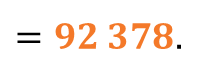 = 92 378.